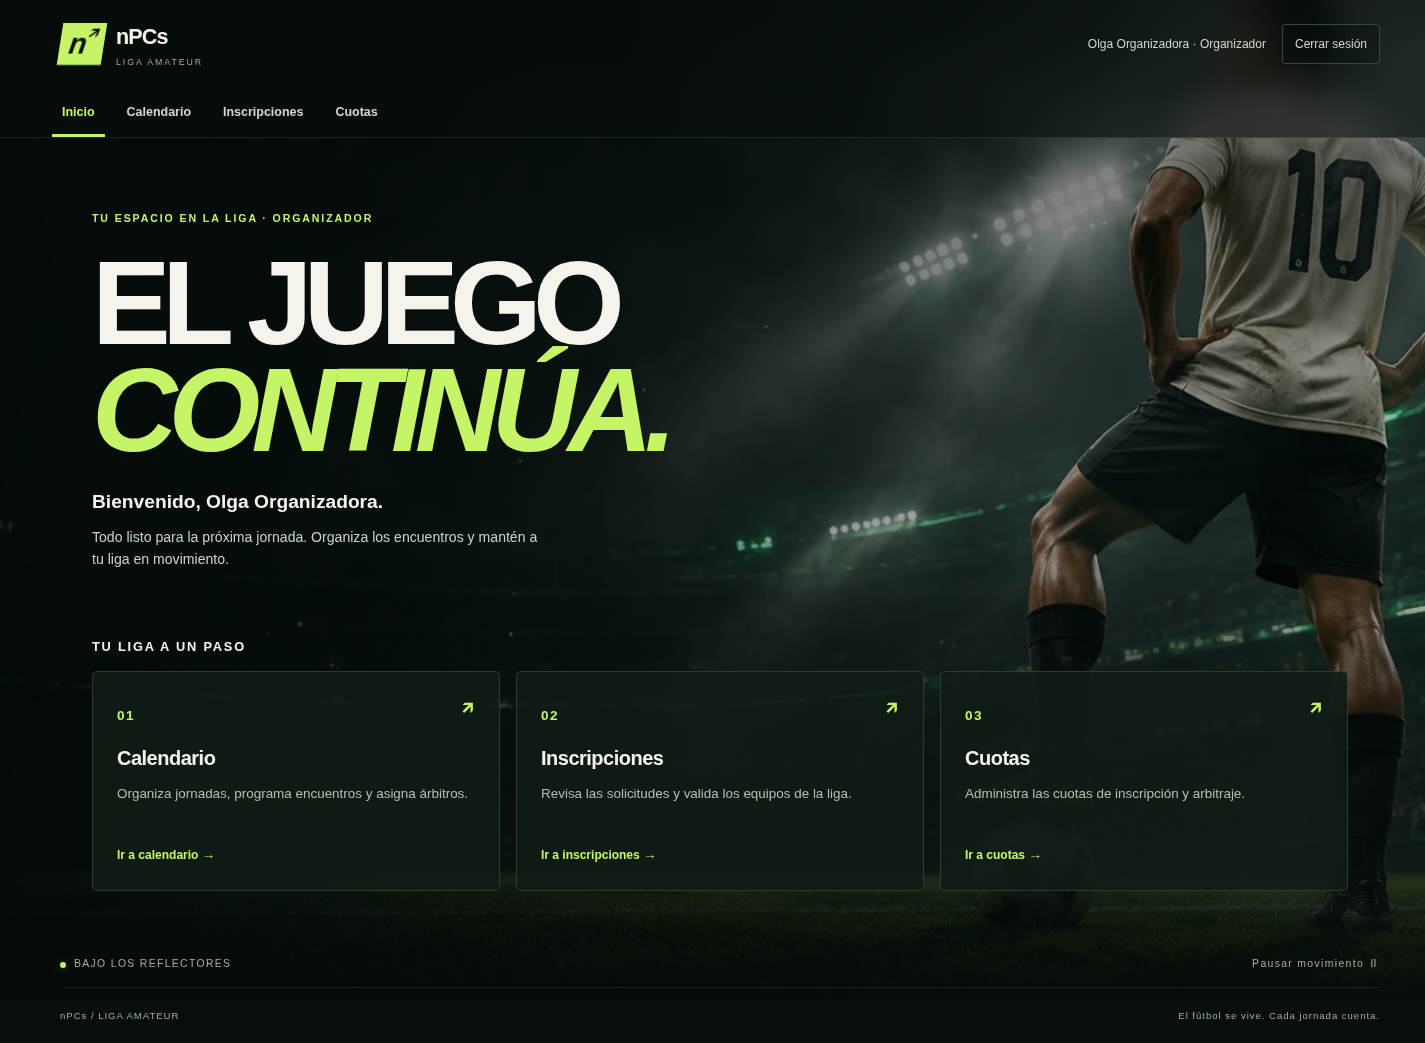 n
nPCs
LIGA AMATEUR
Olga Organizadora · Organizador
Cerrar sesión
Inicio
Calendario
Inscripciones
Cuotas
10
TU ESPACIO EN LA LIGA · ORGANIZADOR
EL JUEGO
CONTINÚA.
Bienvenido, Olga Organizadora.
Todo listo para la próxima jornada. Organiza los encuentros y mantén a
tu liga en movimiento.
TU LIGA A UN PASO
01
Calendario
Organiza jornadas, programa encuentros y asigna árbitros.
Ir a calendario →
02
Inscripciones
Revisa las solicitudes y valida los equipos de la liga.
Ir a inscripciones →
03
Cuotas
Administra las cuotas de inscripción y arbitraje.
Ir a cuotas →
BAJO LOS REFLECTORES
Pausar movimiento
nPCs / LIGA AMATEUR
El fútbol se vive. Cada jornada cuenta.